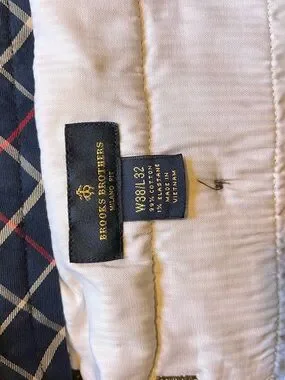 BROOKS BROTHERS
MILANO FIT
W38/L32
99% COTTON
1% ELASTANE
MADE IN
VIETNAM